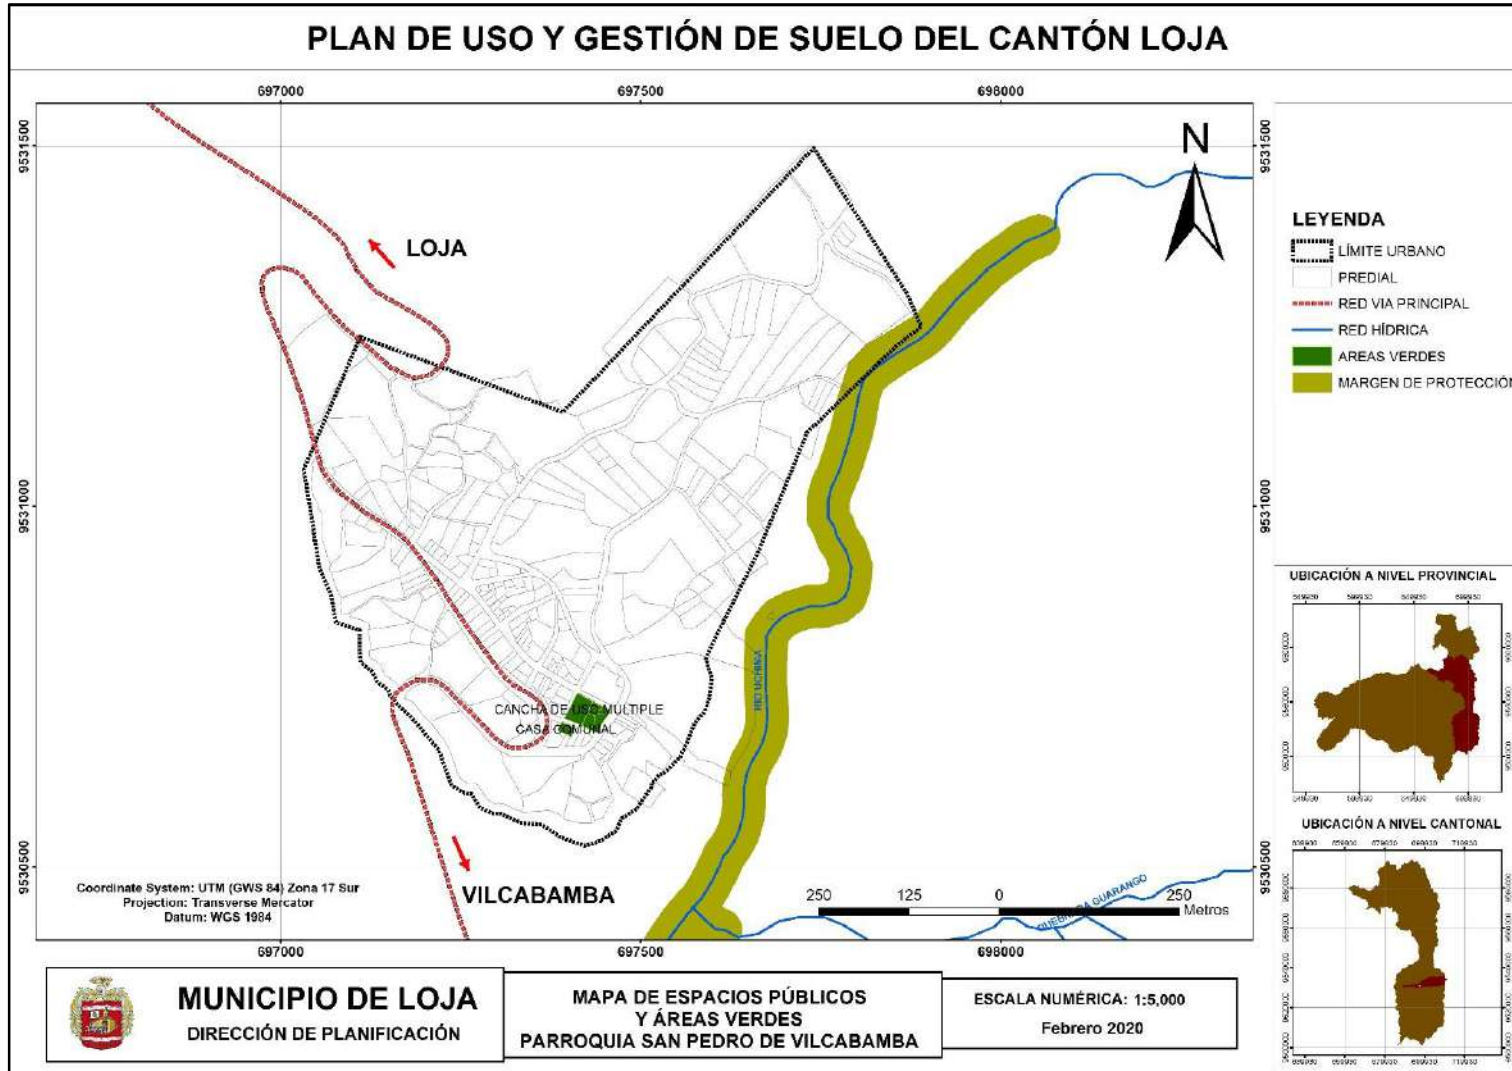 PLAN DE USO Y GESTIÓN DE SUELO DEL CANTÓN LOJA
697000
697500
698000
9531500
9531500
N
LOJA
LEYENDA
LÍMITE URBANO
PREDIAL
RED VIA PRINCIPAL
RED HÍDRICA
AREAS VERDES
MARGEN DE PROTECCIÓN
9531000
9531000
UBICACIÓN A NIVEL PROVINCIAL
CANCHA DE USO MULTIPLE
CASA COMUNAL
UBICACIÓN A NIVEL CANTONAL
9530500
9530500
Coordinate System: UTM (GWS 84) Zona 17 Sur
Projection: Transverse Mercator
Datum: WGS 1984
VILCABAMBA
250
125
0
250
Metros
QUEBRADA GUARANGO
697000
697500
698000
MUNICIPIO DE LOJA
DIRECCIÓN DE PLANIFICACIÓN
MAPA DE ESPACIOS PÚBLICOS
Y ÁREAS VERDES
PARROQUIA SAN PEDRO DE VILCABAMBA
ESCALA NUMÉRICA: 1:5,000
Febrero 2020